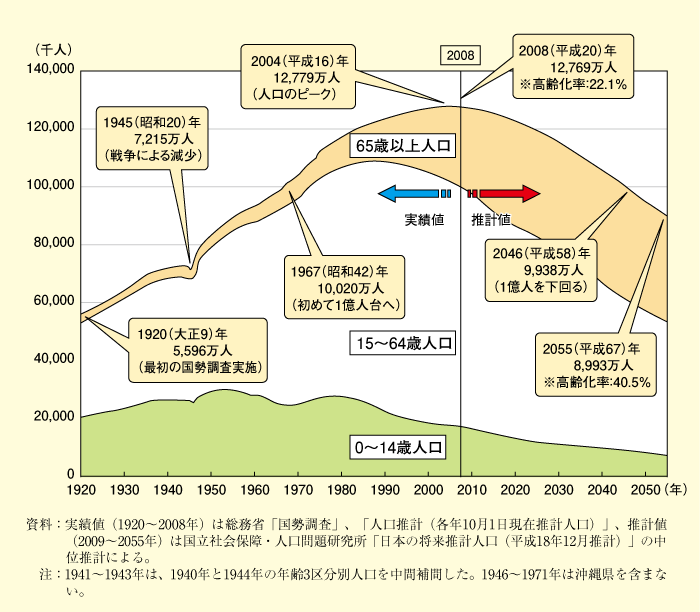 （千人）
2004（平成16）年
12,779万人
（人口のピーク）
2008
2008（平成20）年
12,769万人
※高齢化率:22.1%
140,000
120,000
100,000
80,000
60,000
40,000
20,000
0
1945（昭和20）年
7,215万人
（戦争による減少）
65歳以上人口
実績値
推計値
1967（昭和42）年
10,020万人
（初めて1億人台へ）
2046（平成58）年
9,938万人
（1億人を下回る）
1920（大正9）年
5,596万人
（最初の国勢調査実施）
15～64歳人口
2055（平成67）年
8,993万人
※高齢化率:40.5%
0～14歳人口
1920 1930 1940 1950 1960 1970 1980 1990 2000 2010 2020 2030 2040 2050（年）
資料：実績値（1920～2008年）は総務省「国勢調査」、「人口推計（各年10月1日現在推計人口）」、推計値
（2009～2055年）は国立社会保障・人口問題研究所「日本の将来推計人口（平成18年12月推計）」の中
位推計による。
注：1941～1943年は、1940年と1944年の年齢3区分別人口を中間補間した。1946～1971年は沖縄県を含まな
い。